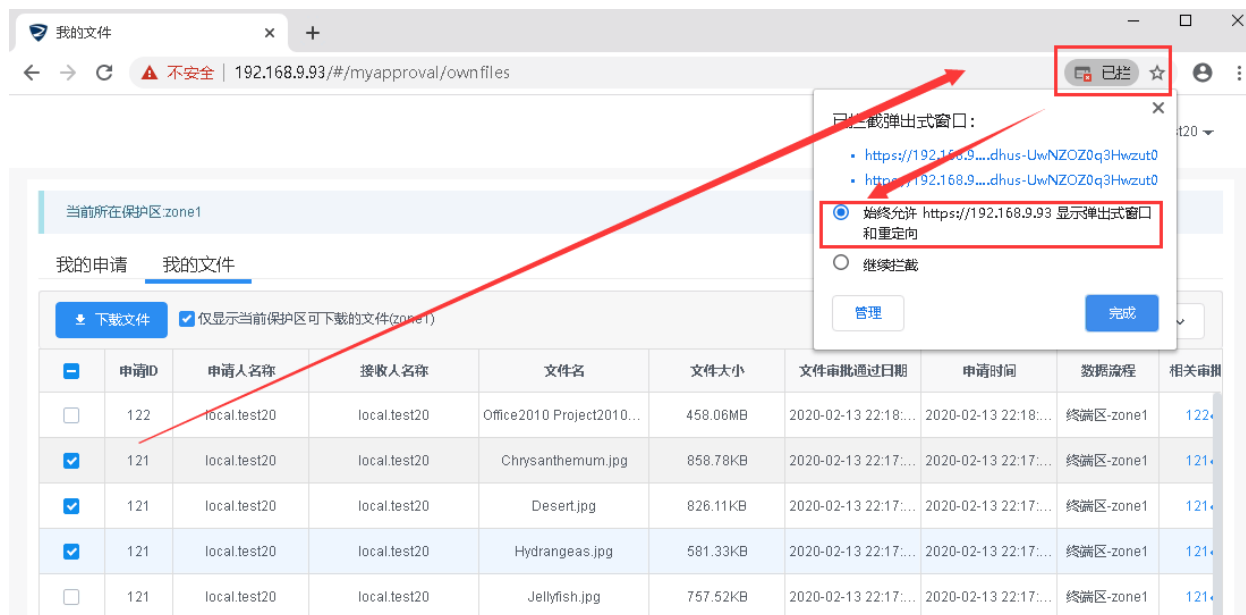 我的文件
不安全 192.168.9.93/#/myapproval/ownfiles
已拦
已拦截弹出式窗口:
https://192.168.9....dhus-UwNZOZ0q3Hwzut0
https://192.168.9....dhus-UwNZOZ0q3Hwzut0
始终允许 https://192.168.9.93 显示弹出式窗口
和重定向
继续拦截
管理 完成
当前所在保护区:zone1
我的申请 我的文件
下载文件 仅显示当前保护区可下载的文件(zone1)
申请ID 申请人名称 接收人名称 文件名 文件大小 文件审批通过日期 申请时间 数据流程 相关审批
122 local.test20 local.test20 Office2010 Project2010... 458.06MB 2020-02-13 22:18:... 2020-02-13 22:18:... 终端区-zone1 122
121 local.test20 local.test20 Chrysanthemum.jpg 858.78KB 2020-02-13 22:17:... 2020-02-13 22:17:... 终端区-zone1 121
121 local.test20 local.test20 Desert.jpg 826.11KB 2020-02-13 22:17:... 2020-02-13 22:17:... 终端区-zone1 121
121 local.test20 local.test20 Hydrangeas.jpg 581.33KB 2020-02-13 22:17:... 2020-02-13 22:17:... 终端区-zone1 121
121 local.test20 local.test20 Jellyfish.jpg 757.52KB 2020-02-13 22:17:... 2020-02-13 22:17:... 终端区-zone1 121